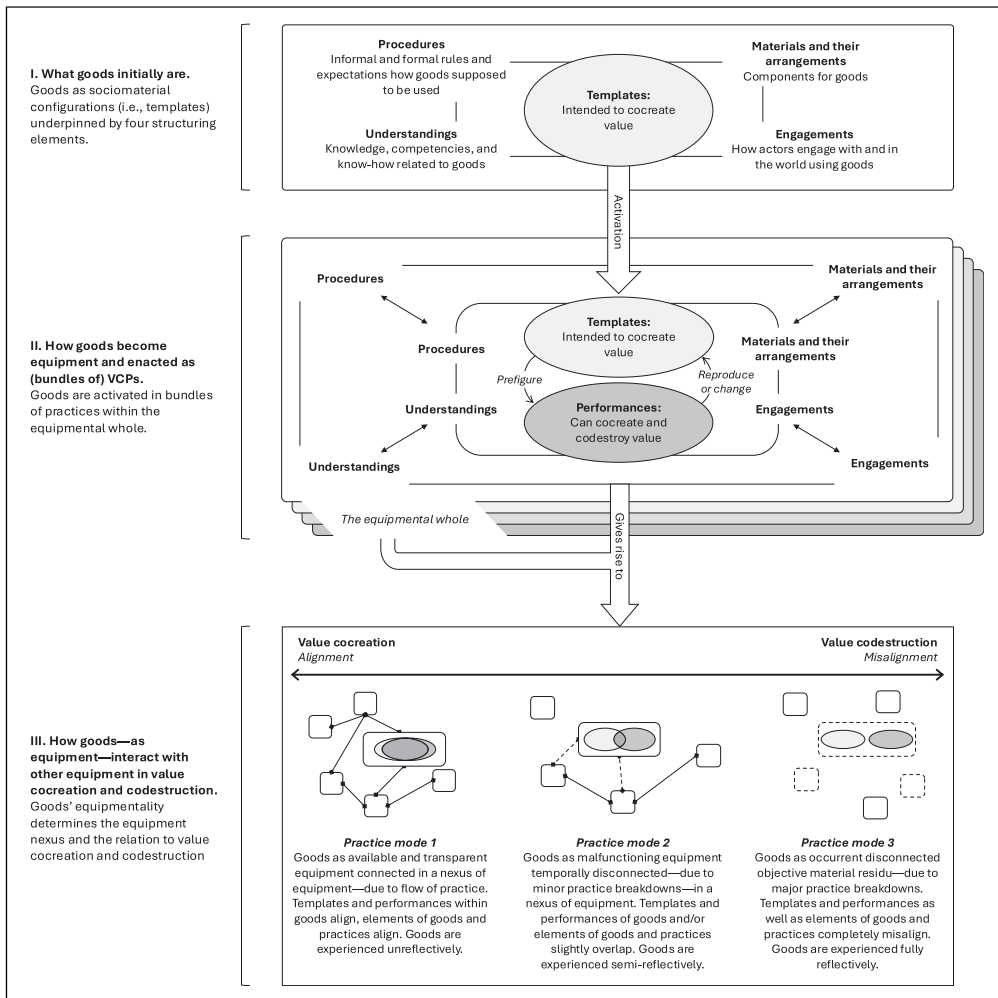 I. What goods initially are.
Goods as sociomaterial
configurations (i.e., templates)
underpinned by four structuring
elements.
Procedures
Informal and formal rules and
expectations how goods supposed
to be used
Understandings
Knowledge, competencies, and
know-how related to goods
Templates:
Intended to cocreate
value
Materials and their
arrangements
Components for goods
Engagements
How actors engage with and in
the world using goods
Activation
II. How goods become
equipment and enacted as
(bundles of) VCPs.
Goods are activated in bundles
of practices within the
equipmental whole.
Procedures
Materials and their
arrangements
Procedures
Templates:
Intended to cocreate
value
Materials and their
arrangements
Prefigure
Reproduce
or change
Understandings
Performances:
Can cocreate and
codestroy value
Engagements
Understandings
Engagements
The equipmental whole
Gives rise to
III. How goods—as
equipment—interact with
other equipment in value
cocreation and codestruction.
Goods' equipmentality
determines the equipment
nexus and the relation to value
cocreation and codestruction
Value cocreation
Alignment
Value codestruction
Misalignment
Practice mode 1
Goods as available and transparent
equipment connected in a nexus of
equipment—due to flow of practice.
Templates and performances within
goods align, elements of goods and
practices align. Goods are
experienced unreflectively.
Practice mode 2
Goods as malfunctioning equipment
temporally disconnected—due to
minor practice breakdowns—in a
nexus of equipment. Templates and
performances of goods and/or
elements of goods and practices
slightly overlap. Goods are
experienced semi-reflectively.
Practice mode 3
Goods as occurrent disconnected
objective material residu—due to
major practice breakdowns.
Templates and performances as
well as elements of goods and
practices completely misalign.
Goods are experienced fully
reflectively.